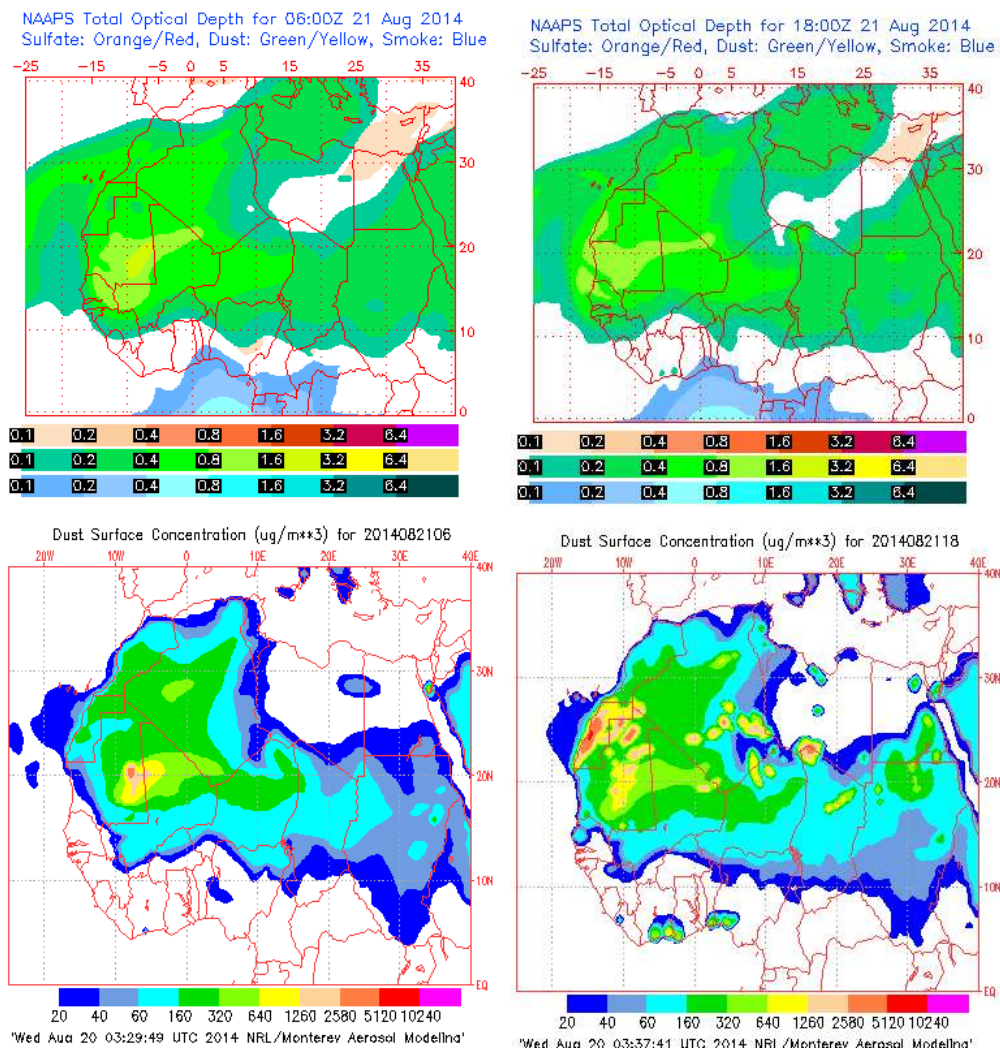 NAAPS Total Optical Depth for 06:00Z 21 Aug 2014
Sulfate: Orange/Red, Dust: Green/Yellow, Smoke: Blue
-25 -15 -5 0 5 15 25 35
40
30
20
10
0
0.1 0.2 0.4 0.8 1.6 3.2 6.4
0.1 0.2 0.4 0.8 1.6 3.2 6.4
0.1 0.2 0.4 0.8 1.6 3.2 6.4
NAAPS Total Optical Depth for 18:00Z 21 Aug 2014
Sulfate: Orange/Red, Dust: Green/Yellow, Smoke: Blue
-25 -15 -5 0 5 15 25 35
40
30
20
10
0
0.1 0.2 0.4 0.8 1.6 3.2 6.4
0.1 0.2 0.4 0.8 1.6 3.2 6.4
0.1 0.2 0.4 0.8 1.6 3.2 6.4
Dust Surface Concentration (ug/m**3) for 2014082106
20W 10W 0 10E 20E 30E 40E
40N
30N
20N
10N
EQ
20 40 60 160 320 640 1260 2580 5120 10240
'Wed Aug 20 03:29:49 UTC 2014 NRL/Monterey Aerosol Modeling'
Dust Surface Concentration (ug/m**3) for 2014082118
20W 10W 0 10E 20E 30E 40E
40N
30N
20N
10N
EQ
20 40 60 160 320 640 1260 2580 5120 10240
'Wed Aug 20 03:37:41 UTC 2014 NRL/Monterey Aerosol Modeling'